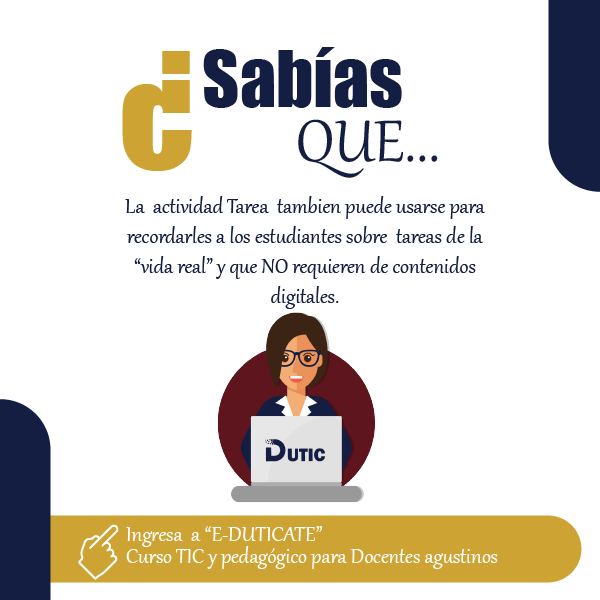 ¿Sabías
QUE...
La actividad Tarea tambien puede usarse para
recordarles a los estudiantes sobre tareas de la
“vida real” y que NO requieren de contenidos
digitales.
DUTIC
Ingresa a “E-DUTICATE”
Curso TIC y pedagógico para Docentes agustinos